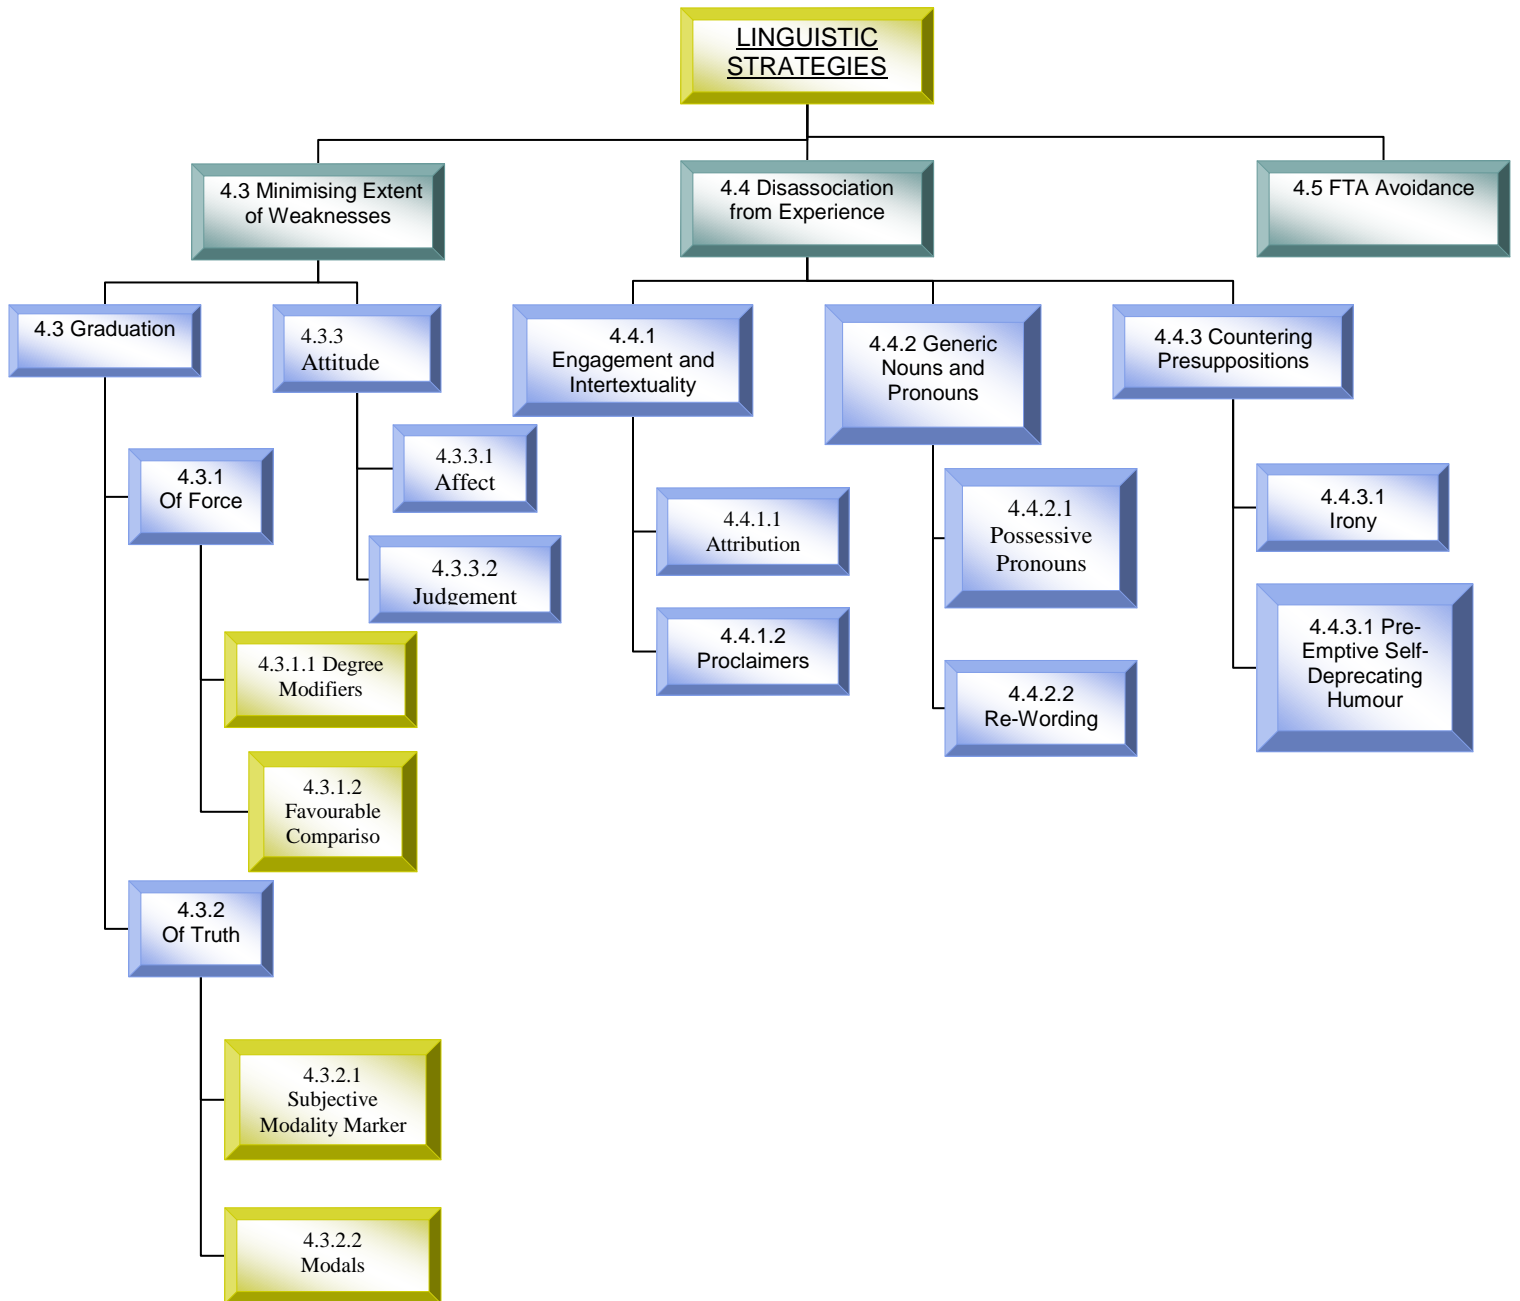 LINGUISTIC
STRATEGIES
4.3 Minimising Extent
of Weaknesses
4.4 Disassociation
from Experience
4.5 FTA Avoidance
4.3 Graduation
4.3.3
Attitude
4.4.1
Engagement and
Intertextuality
4.4.2 Generic
Nouns and
Pronouns
4.4.3 Countering
Presuppositions
4.3.1
Of Force
4.3.3.1
Affect
4.3.3.2
Judgement
4.4.1.1
Attribution
4.4.1.2
Proclaimers
4.4.2.1
Possessive
Pronouns
4.4.2.2
Re-Wording
4.4.3.1
Irony
4.4.3.1 Pre-
Emptive Self-
Deprecating
Humour
4.3.1.1 Degree
Modifiers
4.3.1.2
Favourable
Compariso
4.3.2
Of Truth
4.3.2.1
Subjective
Modality Marker
4.3.2.2
Modals